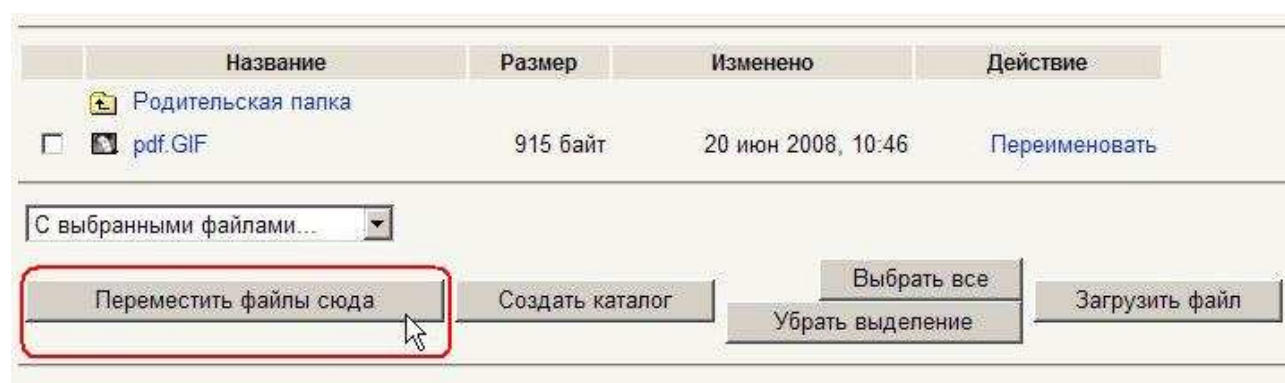 Название Размер Изменено Действие
Родительская папка
pdf.GIF 915 байт 20 июн 2008, 10:46 Переименовать
С выбранными файлами...
Переместить файлы сюда Создать каталог Выбрать все Загрузить файл
Убрать выделение